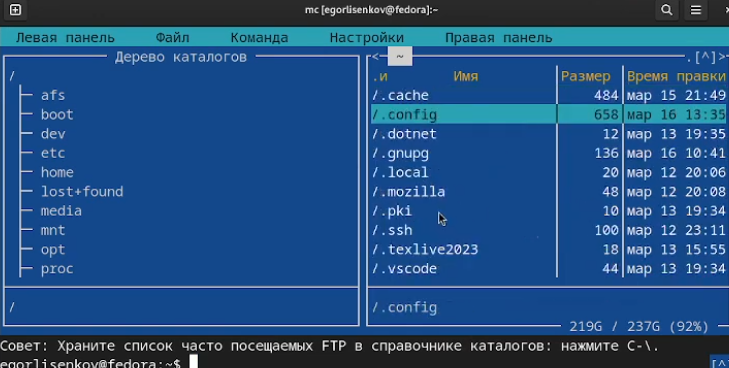 mc [egorlisenkov@fedora]:~
Левая панель Файл Команда Настройки Правая панель
Дерево каталогов
/
afs
boot
dev
etc
home
lost+found
media
mnt
opt
proc
/
<─ ~ .[^]>
.и Имя Размер Время правки
/.cache 484 мар 15 21:49
/.config 658 мар 16 13:35
/.dotnet 12 мар 13 19:35
/.gnupg 136 мар 16 10:41
/.local 20 мар 12 20:06
/.mozilla 48 мар 12 20:08
/.pki 10 мар 13 19:34
/.ssh 100 мар 12 23:11
/.texlive2023 18 мар 13 15:55
/.vscode 44 мар 13 19:34
/.config
219G / 237G (92%)
Совет: Храните список часто посещаемых FTP в справочнике каталогов: нажмите C-\.
egorlisenkov@fedora:~$ [^